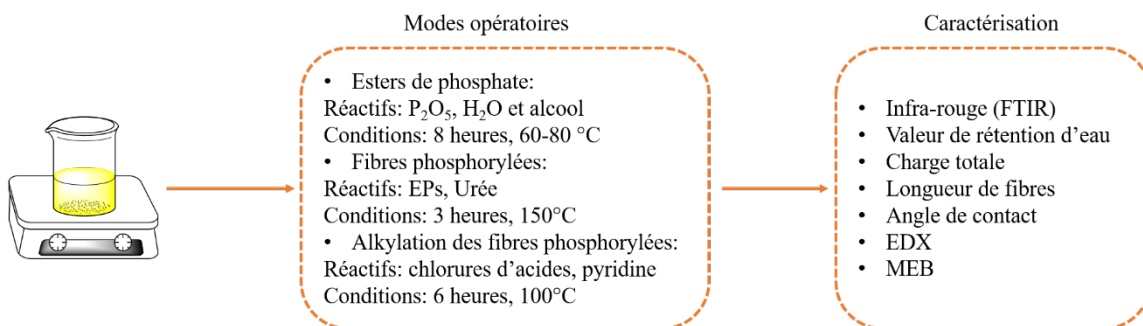 Modes opératoires
• Esters de phosphate:
Réactifs: P₂O₅, H₂O et alcool
Conditions: 8 heures, 60-80 °C
• Fibres phosphorylées:
Réactifs: EPs, Urée
Conditions: 3 heures, 150°C
• Alkylation des fibres phosphorylées:
Réactifs: chlorures d’acides, pyridine
Conditions: 6 heures, 100°C
Caractérisation
• Infra-rouge (FTIR)
• Valeur de rétention d’eau
• Charge totale
• Longueur de fibres
• Angle de contact
• EDX
• MEB